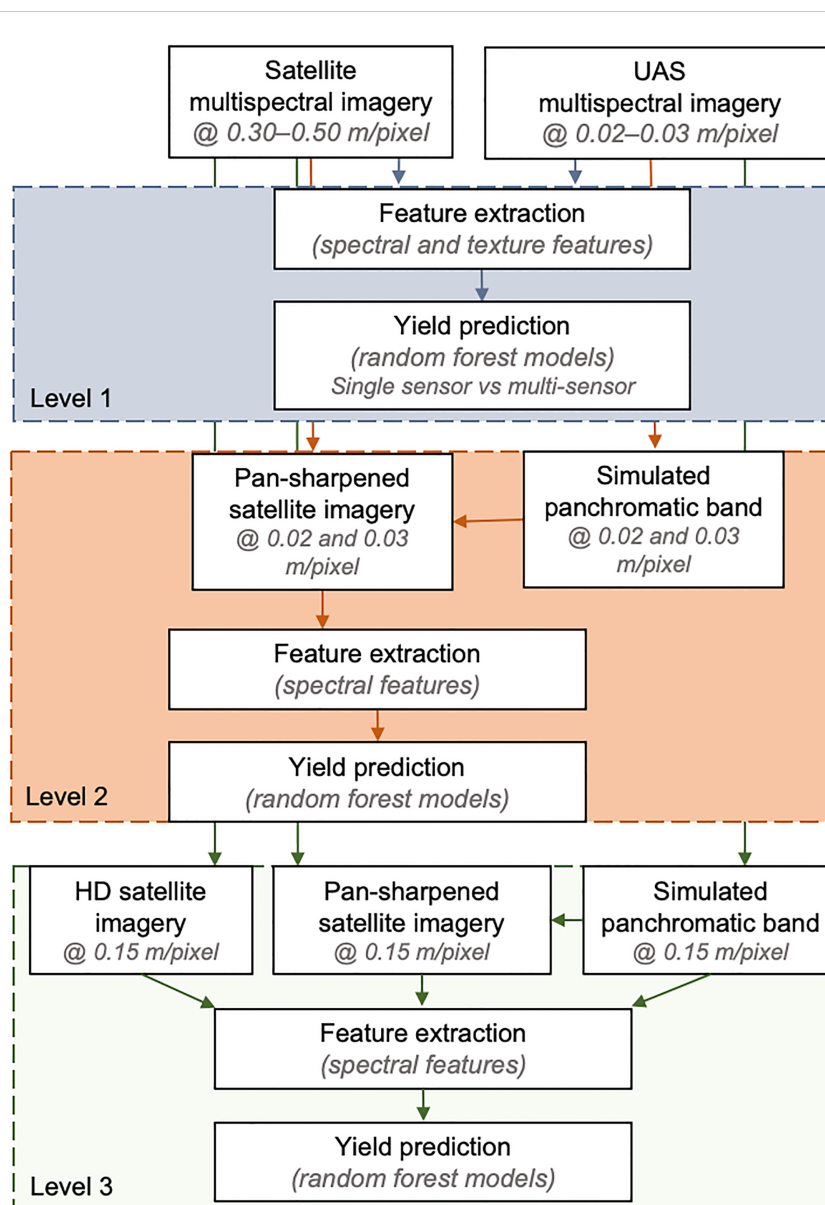 Satellite
multispectral imagery
@ 0.30–0.50 m/pixel
UAS
multispectral imagery
@ 0.02–0.03 m/pixel
Feature extraction
(spectral and texture features)
Yield prediction
(random forest models)
Single sensor vs multi-sensor
Level 1
Pan-sharpened
satellite imagery
@ 0.02 and 0.03
m/pixel
Simulated
panchromatic band
@ 0.02 and 0.03
m/pixel
Feature extraction
(spectral features)
Yield prediction
(random forest models)
Level 2
HD satellite
imagery
@ 0.15 m/pixel
Pan-sharpened
satellite imagery
@ 0.15 m/pixel
Simulated
panchromatic band
@ 0.15 m/pixel
Feature extraction
(spectral features)
Yield prediction
(random forest models)
Level 3